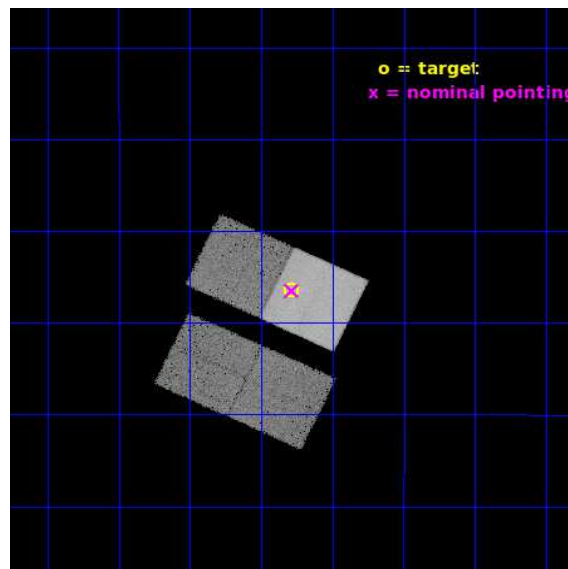 o = target
x = nominal pointing